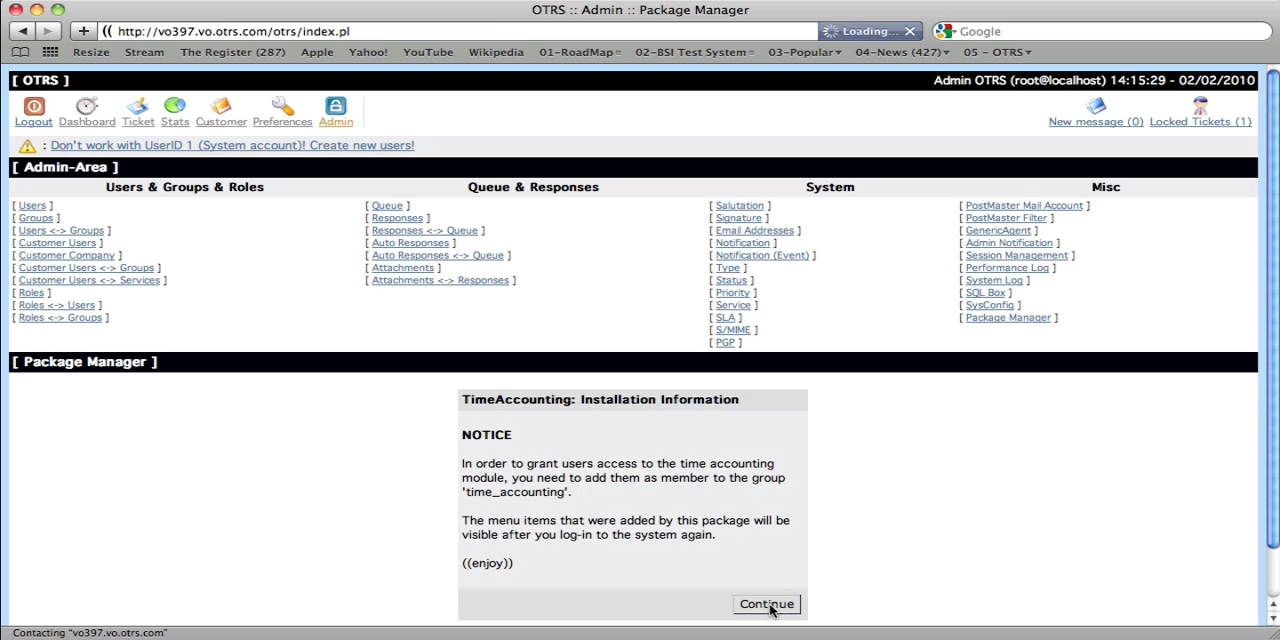 OTRS :: Admin :: Package Manager
http://vo397.vo.otrs.com/otrs/index.pl
Loading...
Google
Resize Stream The Register (287) Apple Yahoo! YouTube Wikipedia 01-RoadMap 02-BSI Test System 03-Popular 04-News (427) 05 - OTRS
[ OTRS ] Admin OTRS (root@localhost) 14:15:29 - 02/02/2010
Logout Dashboard Ticket Stats Customer Preferences Admin New message (0) Locked Tickets (1)
: Don't work with UserID 1 (System account)! Create new users!
[ Admin-Area ]
Users & Groups & Roles
[ Users ]
[ Groups ]
[ Users <-> Groups ]
[ Customer Users ]
[ Customer Company ]
[ Customer Users <-> Groups ]
[ Customer Users <-> Services ]
[ Roles ]
[ Roles <-> Users ]
[ Roles <-> Groups ]
Queue & Responses
[ Queue ]
[ Responses ]
[ Responses <-> Queue ]
[ Auto Responses ]
[ Auto Responses <-> Queue ]
[ Attachments ]
[ Attachments <-> Responses ]
System
[ Salutation ]
[ Signature ]
[ Email Addresses ]
[ Notification ]
[ Notification (Event) ]
[ Type ]
[ Status ]
[ Priority ]
[ Service ]
[ SLA ]
[ S/MIME ]
[ PGP ]
Misc
[ PostMaster Mail Account ]
[ PostMaster Filter ]
[ GenericAgent ]
[ Admin Notification ]
[ Session Management ]
[ Performance Log ]
[ System Log ]
[ SQL Box ]
[ SysConfig ]
[ Package Manager ]
[ Package Manager ]
TimeAccounting: Installation Information
NOTICE
In order to grant users access to the time accounting
module, you need to add them as member to the group
'time_accounting'.
The menu items that were added by this package will be
visible after you log-in to the system again.
((enjoy))
Continue
Contacting "vo397.vo.otrs.com"